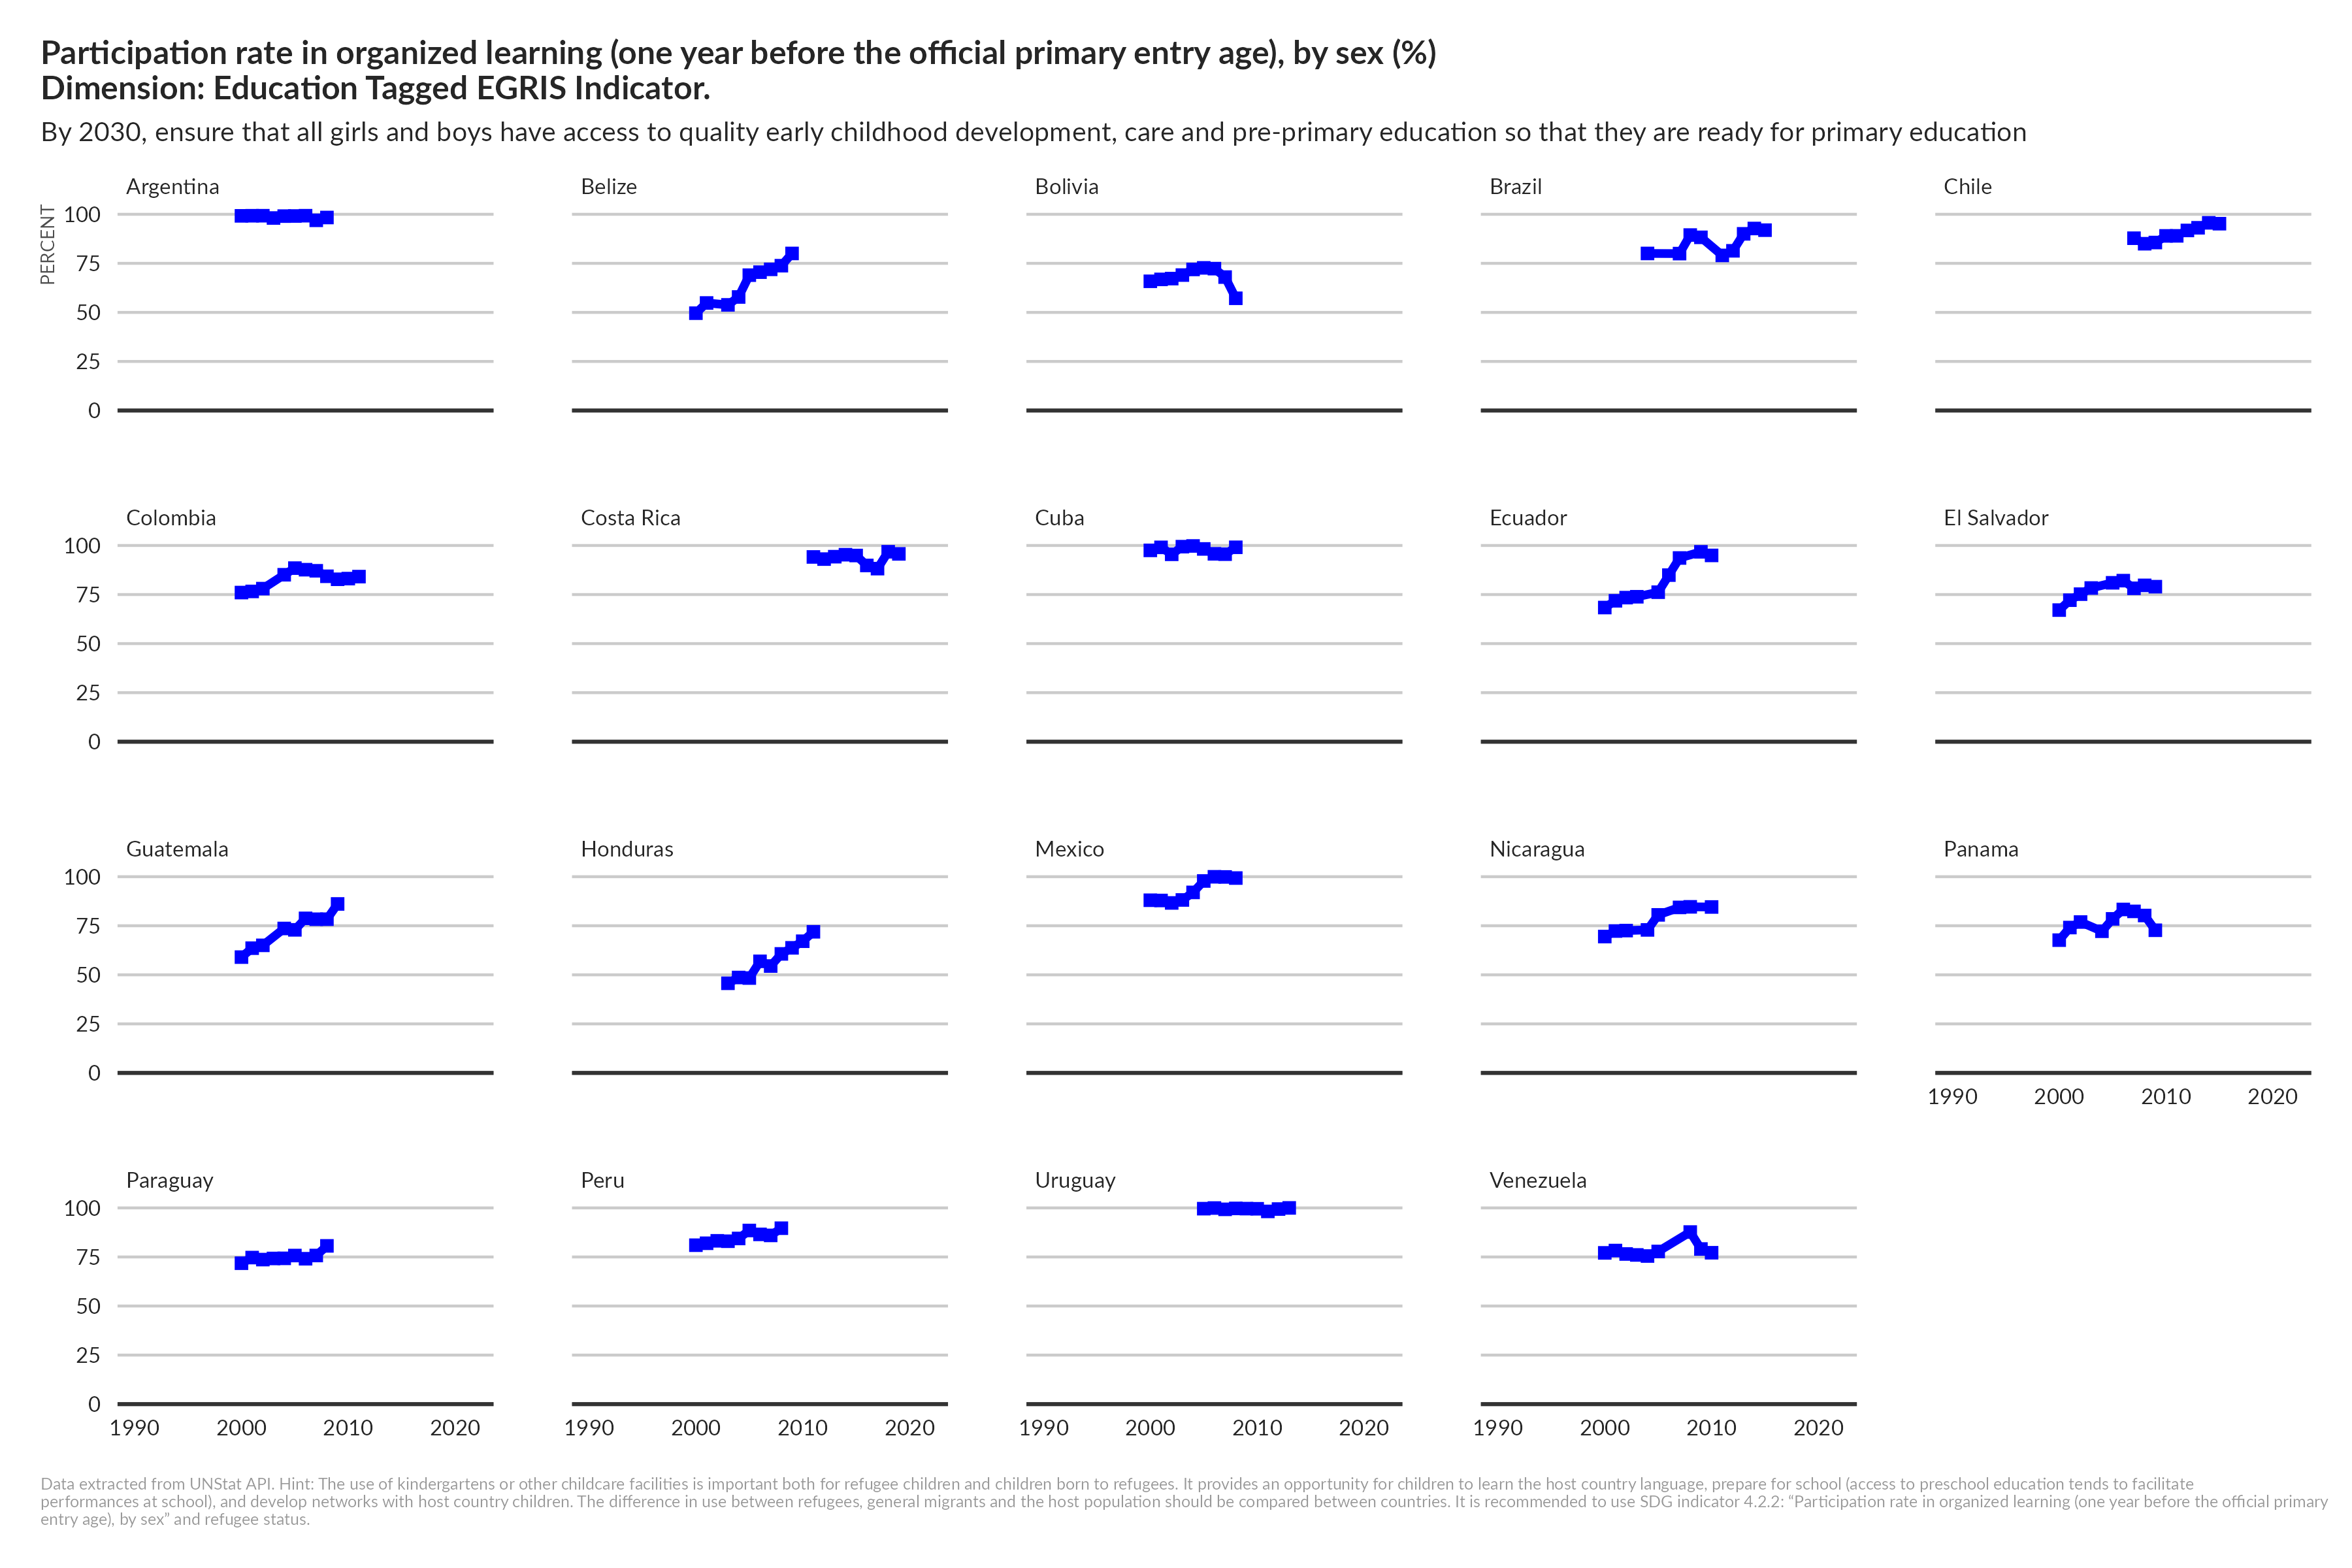 Participation rate in organized learning (one year before the official primary entry age), by sex (%)
Dimension: Education Tagged EGRIS Indicator.
By 2030, ensure that all girls and boys have access to quality early childhood development, care and pre-primary education so that they are ready for primary education
Argentina Belize Bolivia Brazil Chile
PERCENT
100
75
50
25
0
Colombia Costa Rica Cuba Ecuador El Salvador
100
75
50
25
0
Guatemala Honduras Mexico Nicaragua Panama
100
75
50
25
0
1990 2000 2010 2020
Paraguay Peru Uruguay Venezuela
100
75
50
25
0
1990 2000 2010 2020 1990 2000 2010 2020 1990 2000 2010 2020 1990 2000 2010 2020
Data extracted from UNStat API. Hint: The use of kindergartens or other childcare facilities is important both for refugee children and children born to refugees. It provides an opportunity for children to learn the host country language, prepare for school (access to preschool education tends to facilitate
performances at school), and develop networks with host country children. The difference in use between refugees, general migrants and the host population should be compared between countries. It is recommended to use SDG indicator 4.2.2: “Participation rate in organized learning (one year before the official primary
entry age), by sex” and refugee status.